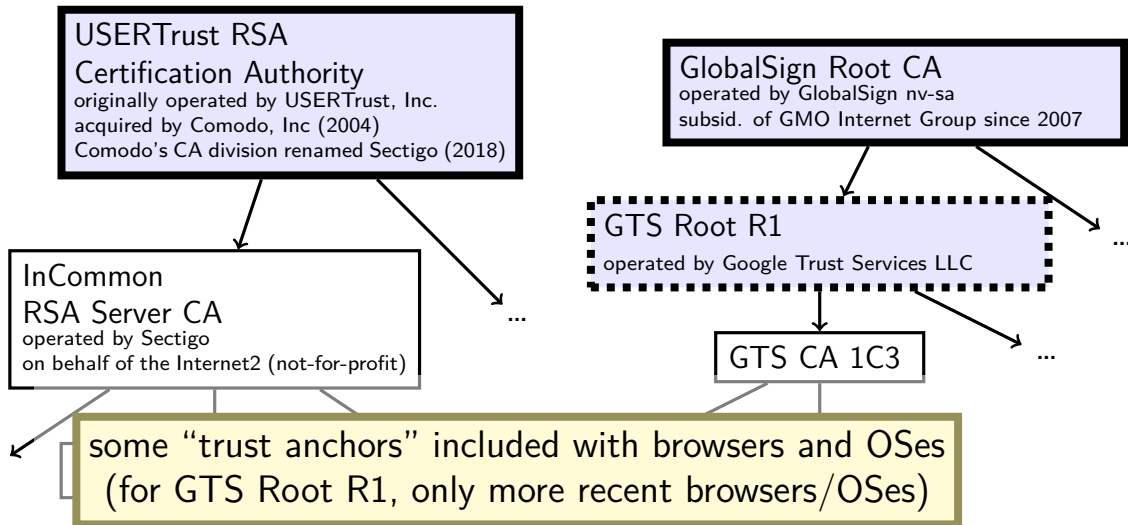 USERTrust RSA
Certification Authority
originally operated by USERTrust, Inc.
acquired by Comodo, Inc (2004)
Comodo's CA division renamed Sectigo (2018)
GlobalSign Root CA
operated by GlobalSign nv-sa
subsid. of GMO Internet Group since 2007
GTS Root R1
operated by Google Trust Services LLC
...
InCommon
RSA Server CA
operated by Sectigo
on behalf of the Internet2 (not-for-profit)
...
GTS CA 1C3
...
some “trust anchors” included with browsers and OSes
(for GTS Root R1, only more recent browsers/OSes)